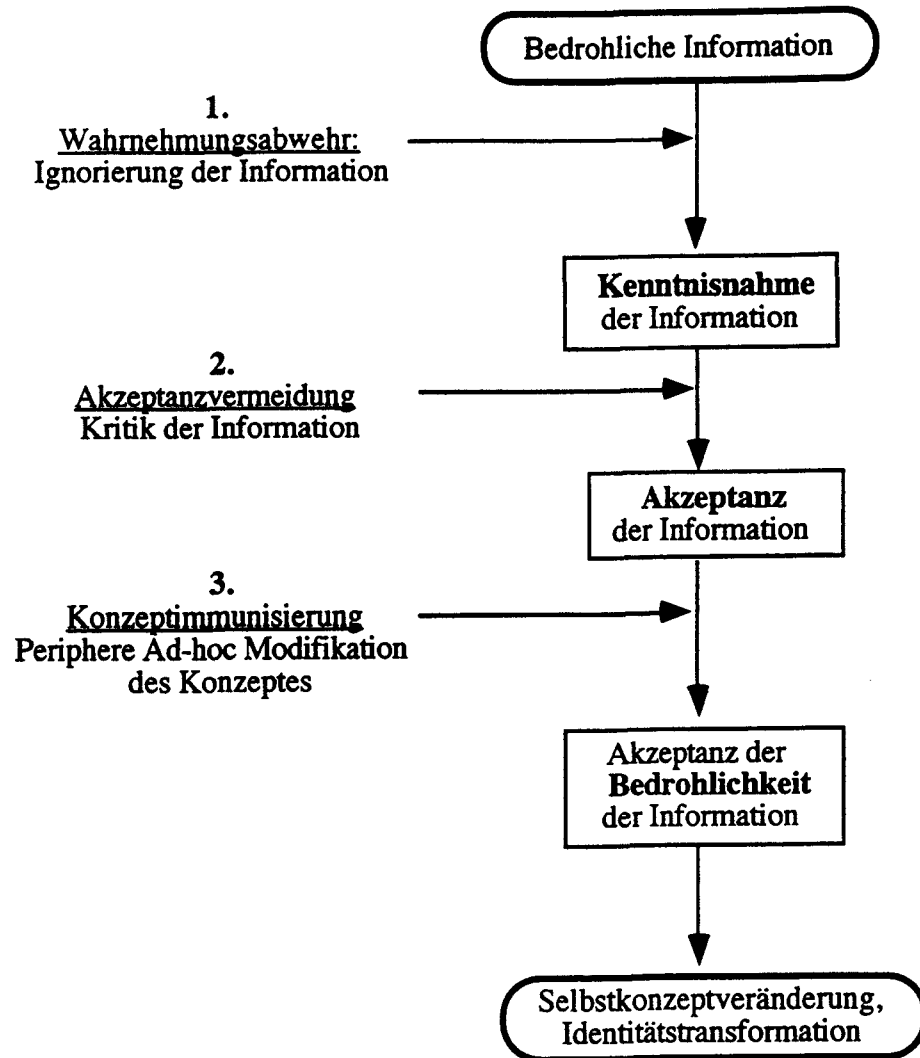 Bedrohliche Information
1.
Wahrnehmungsabwehr:
Ignorierung der Information
Kenntnisnahme
der Information
2.
Akzeptanzvermeidung
Kritik der Information
Akzeptanz
der Information
3.
Konzeptimmunisierung
Periphere Ad-hoc Modifikation
des Konzeptes
Akzeptanz der
Bedrohlichkeit
der Information
Selbstkonzeptveränderung,
Identitätstransformation